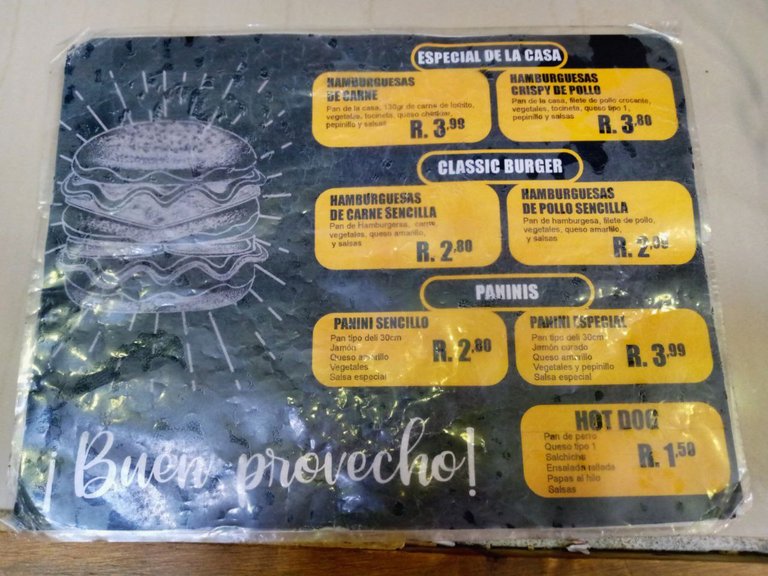 ESPECIAL DE LA CASA
HAMBURGUESAS
DE CARNE
Pan de la casa, 130gr de carne de lomito,
vegetales, tocineta, queso cheddar,
pepinillo y salsas
R. 3,99
HAMBURGUESAS
CRISPY DE POLLO
Pan de la casa, filete de pollo crocante,
vegetales, tocineta, queso tipo 1,
pepinillo y salsas
R. 3,80
CLASSIC BURGER
HAMBURGUESAS
DE CARNE SENCILLA
Pan de Hamburgesas, carne
vegetales, queso amarillo,
y salsas
R. 2,80
HAMBURGUESAS
DE POLLO SENCILLA
Pan de hamburgesa, filete de pollo,
vegetales, queso amarillo,
y salsas
R.
PANINIS
PANINI SENCILLO
Pan tipo deli 30cm
Jamón
Queso amarillo
Vegetales
Salsa especial
R. 2,80
PANINI ESPECIAL
Pan tipo deli 30cm
Jamón curado
Queso amarillo
Vegetales y pepinillo
Salsa especial
R. 3,99
HOT DOG
Pan de perro
Queso tipo 1
Salchicha
Ensalada rallada
Papas al hilo
Salsas
R. 1,50
¡Buen provecho!